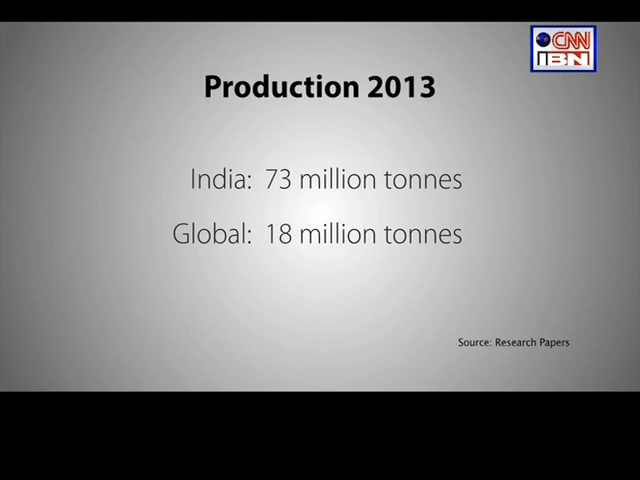 CNN
IBN
Production 2013
India: 73 million tonnes
Global: 18 million tonnes
Source: Research Papers